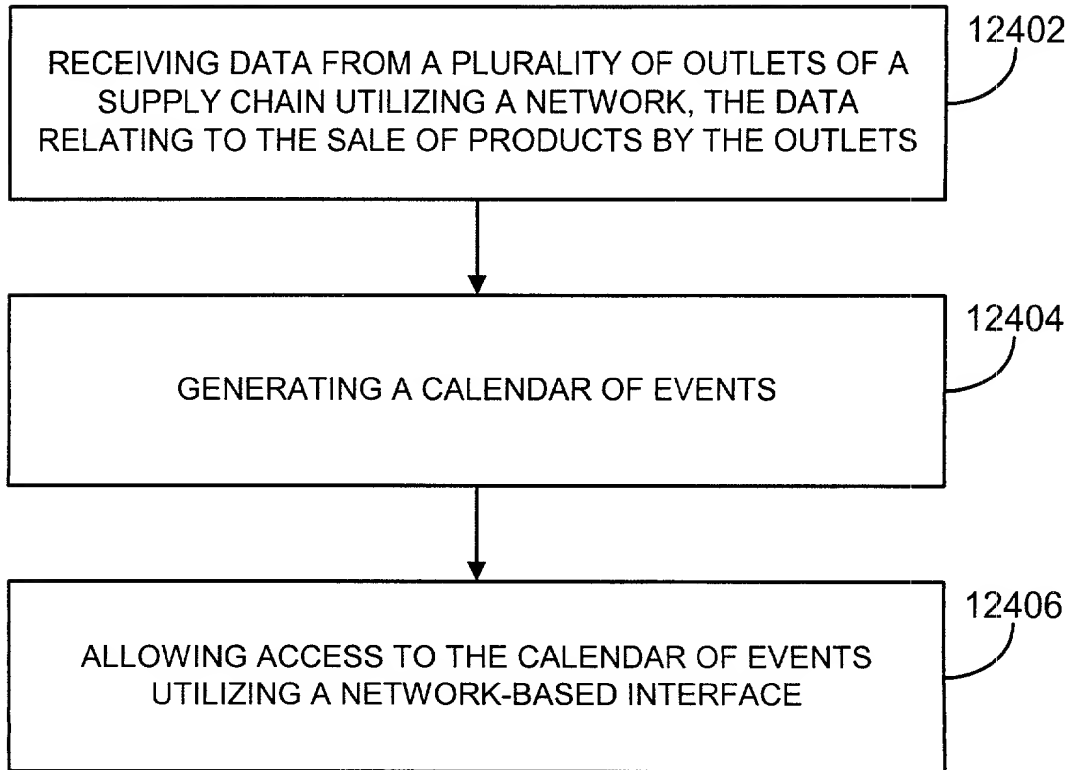 12402
RECEIVING DATA FROM A PLURALITY OF OUTLETS OF A
SUPPLY CHAIN UTILIZING A NETWORK, THE DATA
RELATING TO THE SALE OF PRODUCTS BY THE OUTLETS
12404
GENERATING A CALENDAR OF EVENTS
12406
ALLOWING ACCESS TO THE CALENDAR OF EVENTS
UTILIZING A NETWORK-BASED INTERFACE